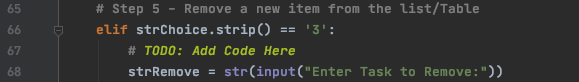 65 # Step 5 - Remove a new item from the list/Table
66 elif strChoice.strip() == '3':
67 # TODO: Add Code Here
68 strRemove = str(input("Enter Task to Remove:"))